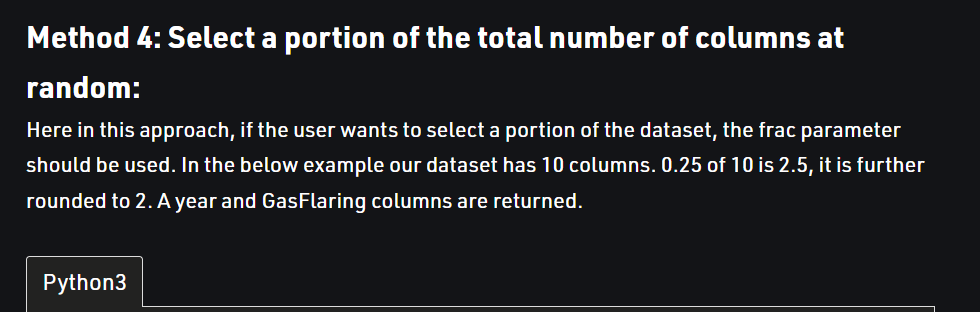 Method 4: Select a portion of the total number of columns at
random:
Here in this approach, if the user wants to select a portion of the dataset, the frac parameter
should be used. In the below example our dataset has 10 columns. 0.25 of 10 is 2.5, it is further
rounded to 2. A year and GasFlaring columns are returned.
Python3